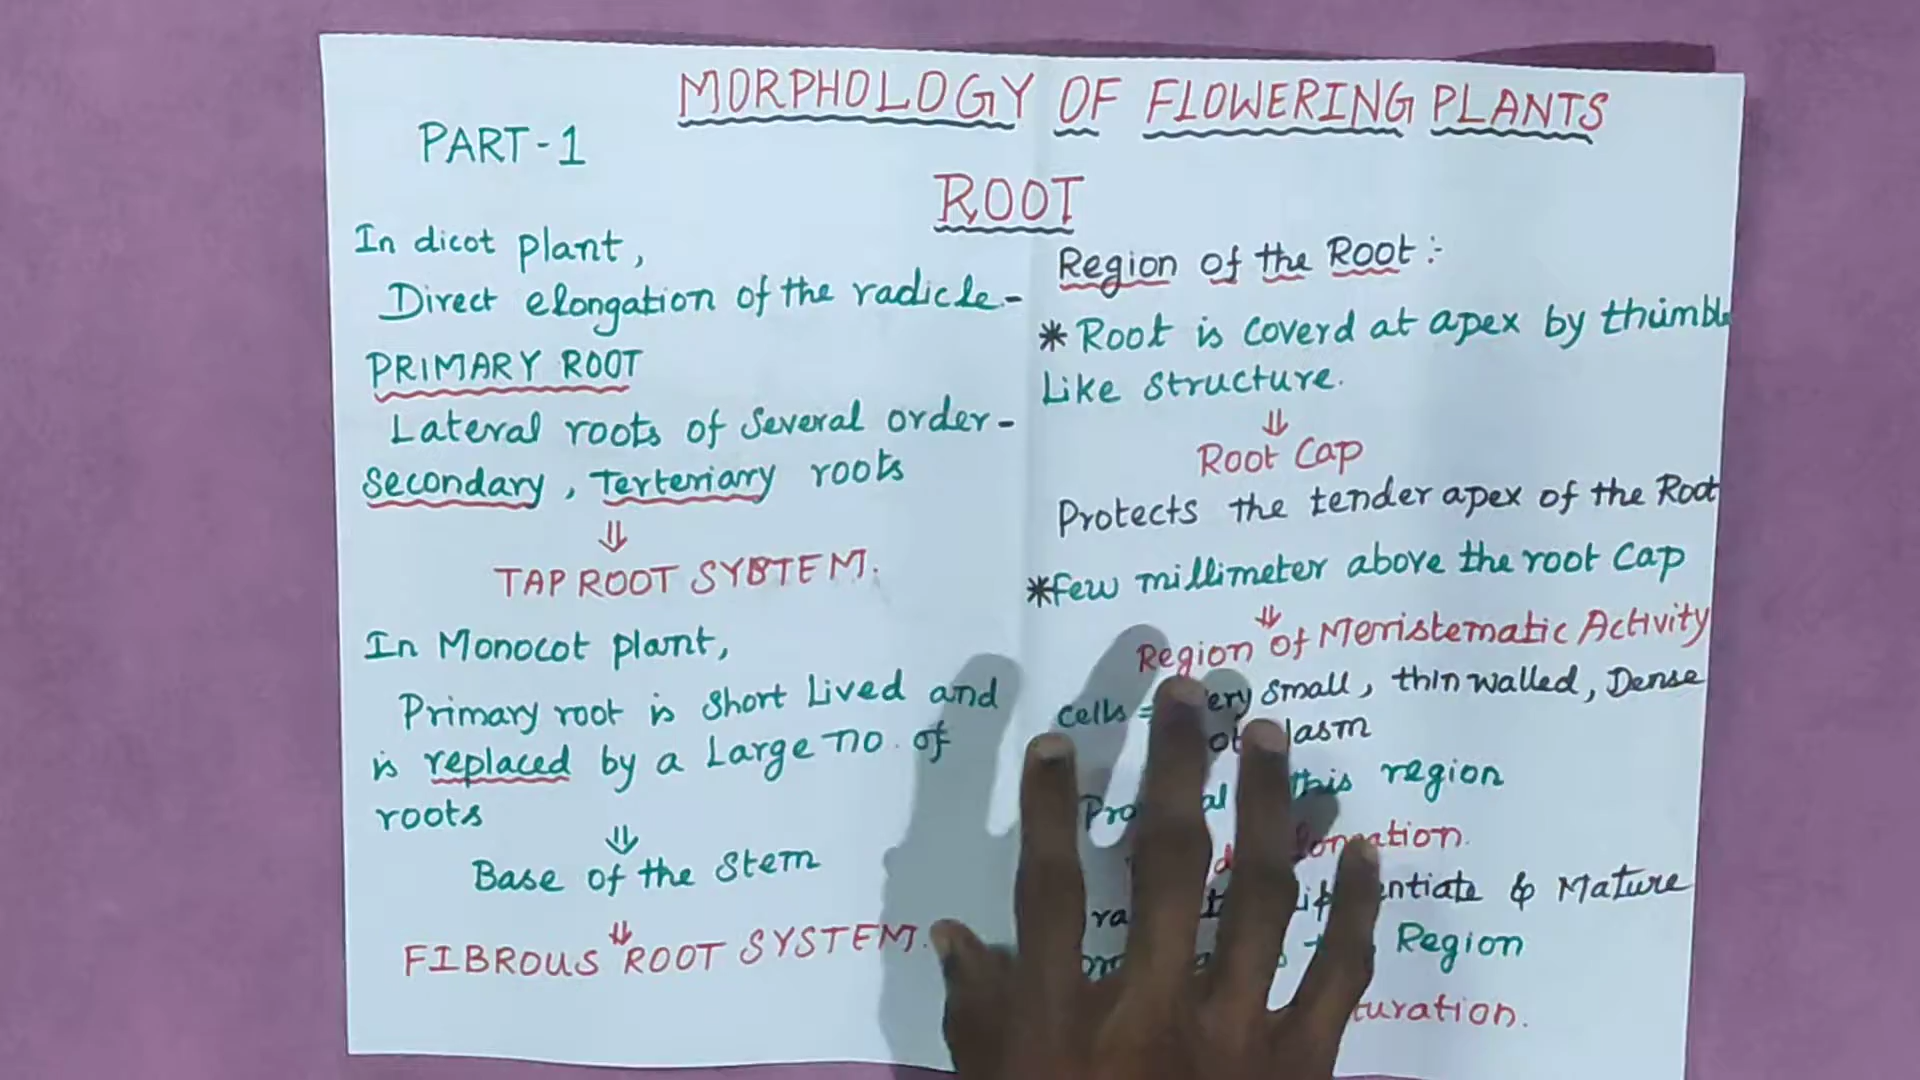 MORPHOLOGY OF FLOWERING PLANTS
PART-1
ROOT
In dicot plant,
Direct elongation of the radicle-
PRIMARY ROOT
Lateral roots of several order-
Secondary, Terteriary roots
⇓
TAP ROOT SYSTEM.
In Monocot plant,
Primary root is short Lived and
is replaced by a Large no. of
roots
⇓
Base of the Stem
⇓
FIBROUS ROOT SYSTEM.
Region of the Root:-
*Root is coverd at apex by thimbl
Like structure.
⇓
Root Cap
Protects the tender apex of the Root
*few millimeter above the root Cap
⇓
Region of Meristematic Activity
cells = small, thin walled, Dense
this region
& Mature
Region